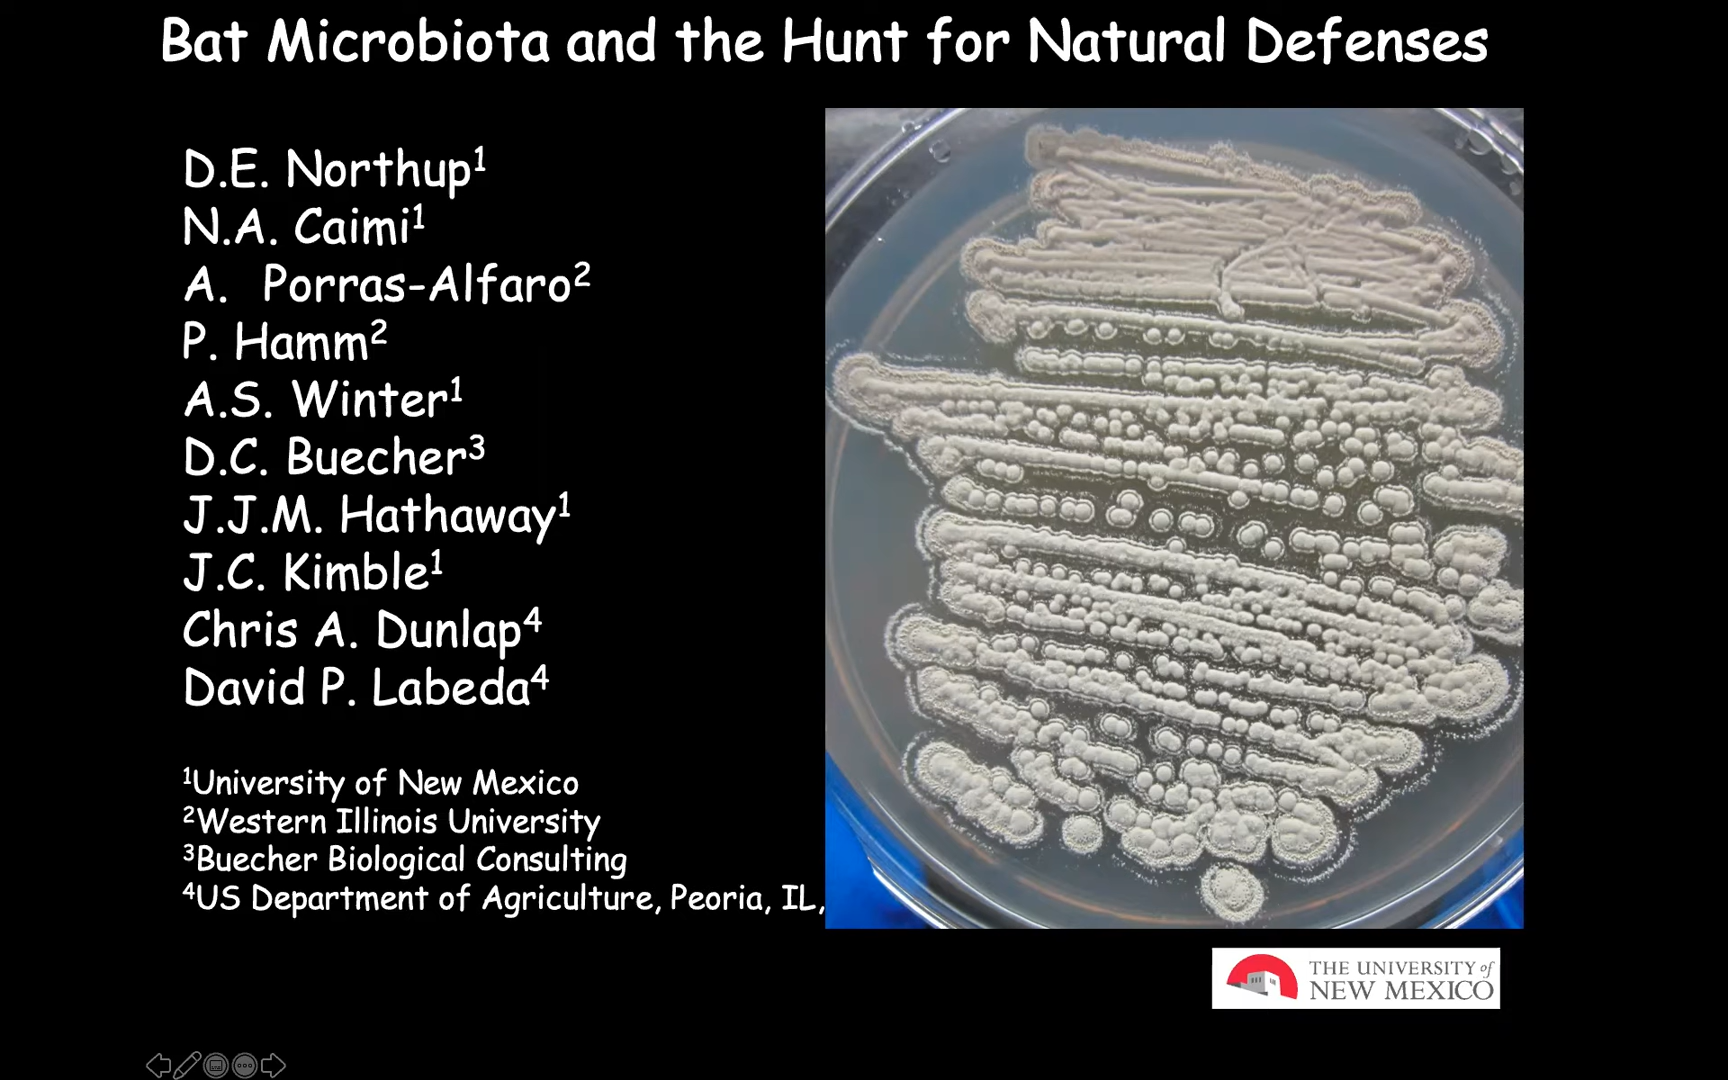 Bat Microbiota and the Hunt for Natural Defenses
D.E. Northup¹
N.A. Caimi¹
A. Porras-Alfaro²
P. Hamm²
A.S. Winter¹
D.C. Buecher³
J.J.M. Hathaway¹
J.C. Kimble¹
Chris A. Dunlap⁴
David P. Labeda⁴
¹University of New Mexico
²Western Illinois University
³Buecher Biological Consulting
⁴US Department of Agriculture, Peoria, IL,
THE UNIVERSITY of
NEW MEXICO